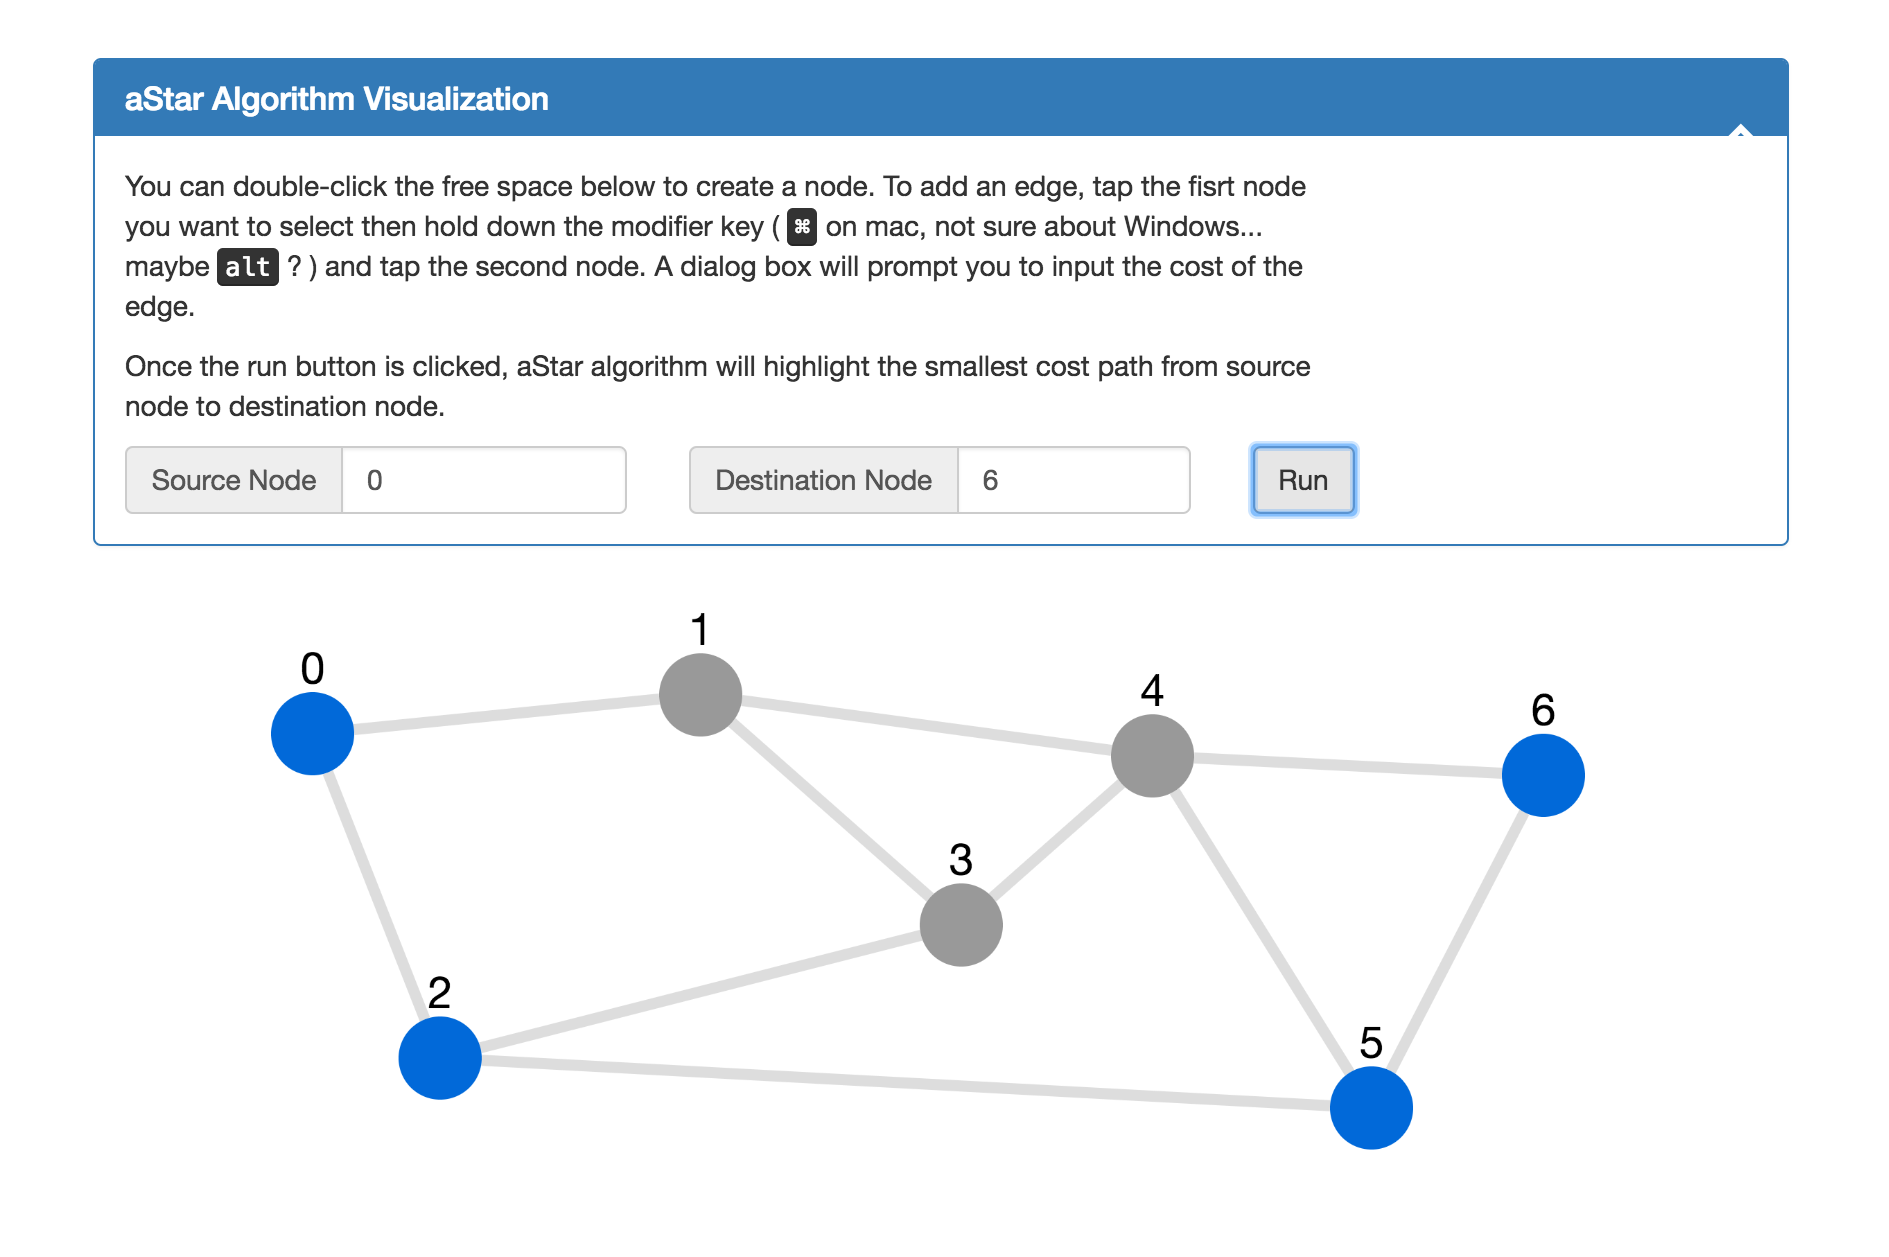 aStar Algorithm Visualization
You can double-click the free space below to create a node. To add an edge, tap the fisrt node
you want to select then hold down the modifier key ( ⌘ on mac, not sure about Windows...
maybe alt ? ) and tap the second node. A dialog box will prompt you to input the cost of the
edge.
Once the run button is clicked, aStar algorithm will highlight the smallest cost path from source
node to destination node.
Source Node 0 Destination Node 6 Run
1
0
4
6
3
2
5